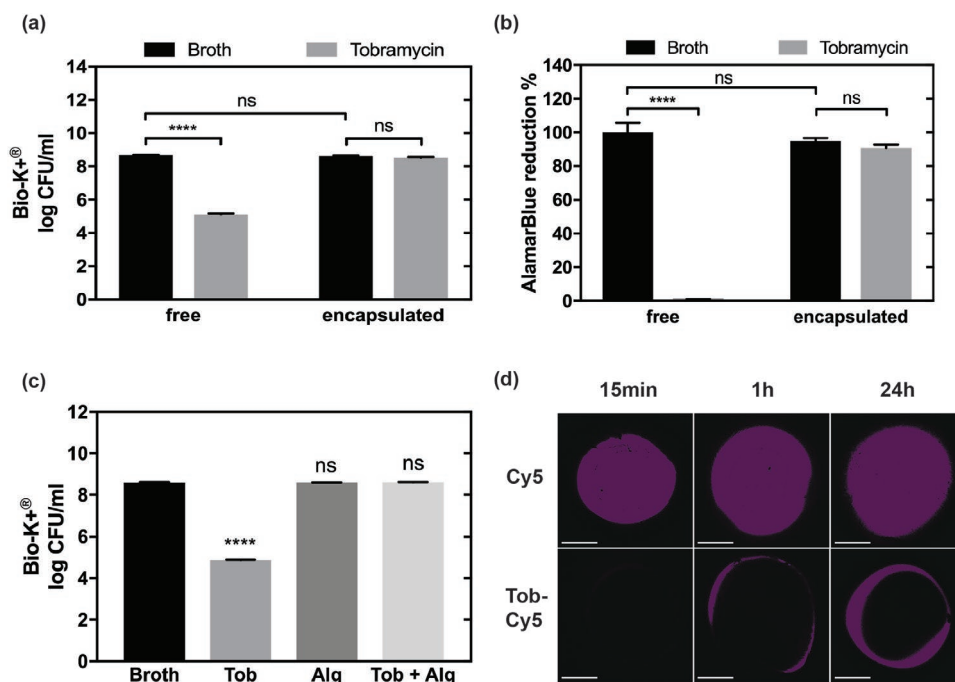 (a)
Broth Tobramycin
14
12
10
8
6
4
2
0
Bio-K+®
log CFU/ml
ns
****
ns
free encapsulated
(b)
Broth Tobramycin
140
120
100
80
60
40
20
0
AlamarBlue reduction %
ns
****
ns
free encapsulated
(c)
12
10
8
6
4
2
0
Bio-K+®
log CFU/ml
****
ns
ns
Broth Tob Alg Tob + Alg
(d)
15min 1h 24h
Cy5
Tob-
Cy5